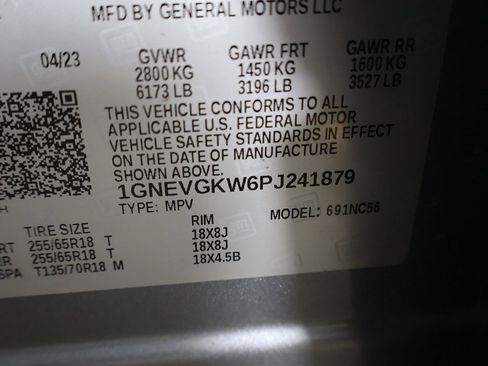 MFD BY GENERAL MOTORS LLC
04/23 GVWR GAWR FRT GAWR RR
2800 KG 1450 KG 1600 KG
6173 LB 3196 LB 3527 LB
THIS VEHICLE CONFORMS TO ALL
APPLICABLE U.S. FEDERAL MOTOR
VEHICLE SAFETY STANDARDS IN EFFECT
ON THE DATE OF MANUFACTURE
1GNEVGKW6PJ241879
TYPE: MPV MODEL: 691NC56
TIRE SIZE RIM
RT 255/65R18 T 18X8J
ER 255/65R18 T 18X8J
SPA T135/70R18 M 18X4.5B